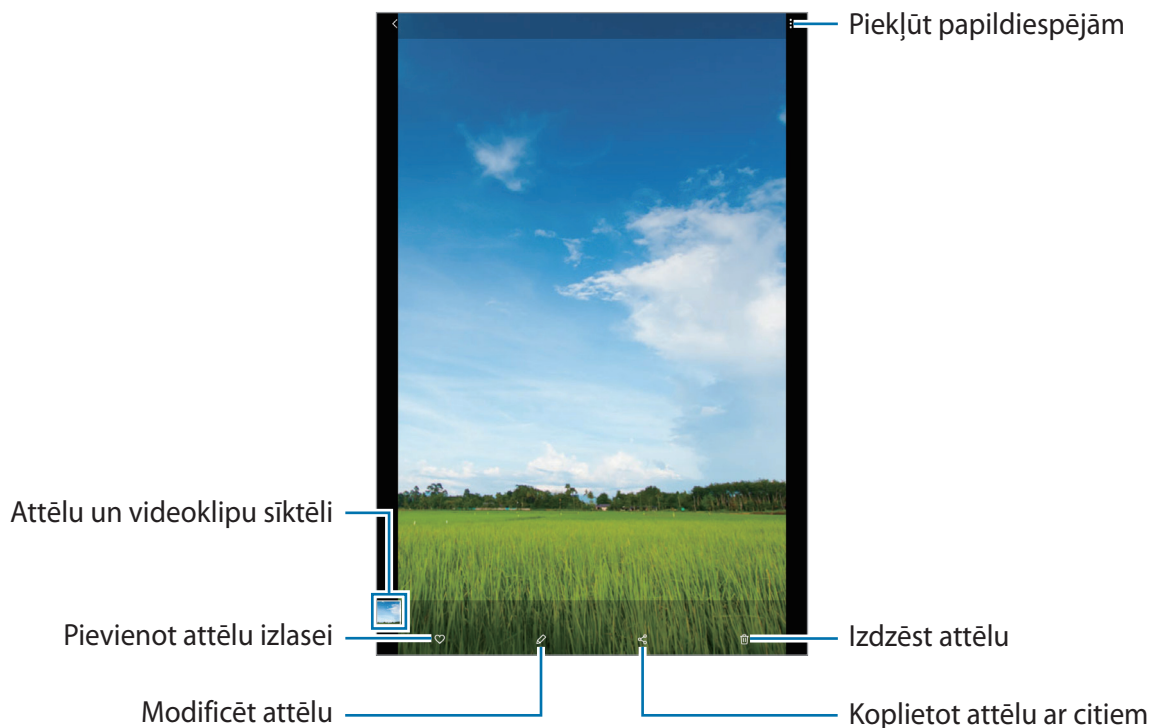 Piekļūt papildiespējām
Attēlu un videoklipu sīktēli
Pievienot attēlu izlasei
Izdzēst attēlu
Modificēt attēlu
Koplietot attēlu ar citiem